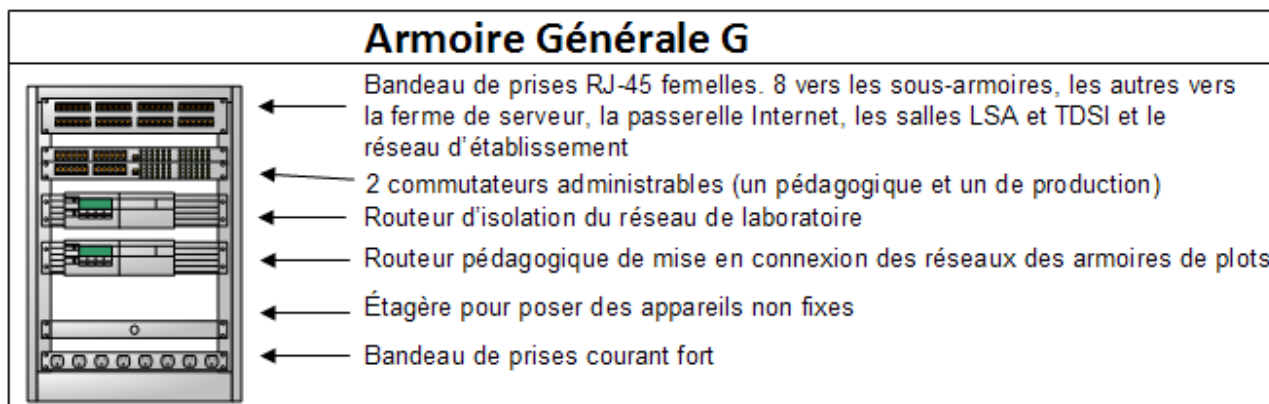 Armoire Générale G
Bandeau de prises RJ-45 femelles. 8 vers les sous-armoires, les autres vers
la ferme de serveur, la passerelle Internet, les salles LSA et TDSI et le
réseau d'établissement
2 commutateurs administrables (un pédagogique et un de production)
Routeur d'isolation du réseau de laboratoire
Routeur pédagogique de mise en connexion des réseaux des armoires de plots
Étagère pour poser des appareils non fixes
Bandeau de prises courant fort